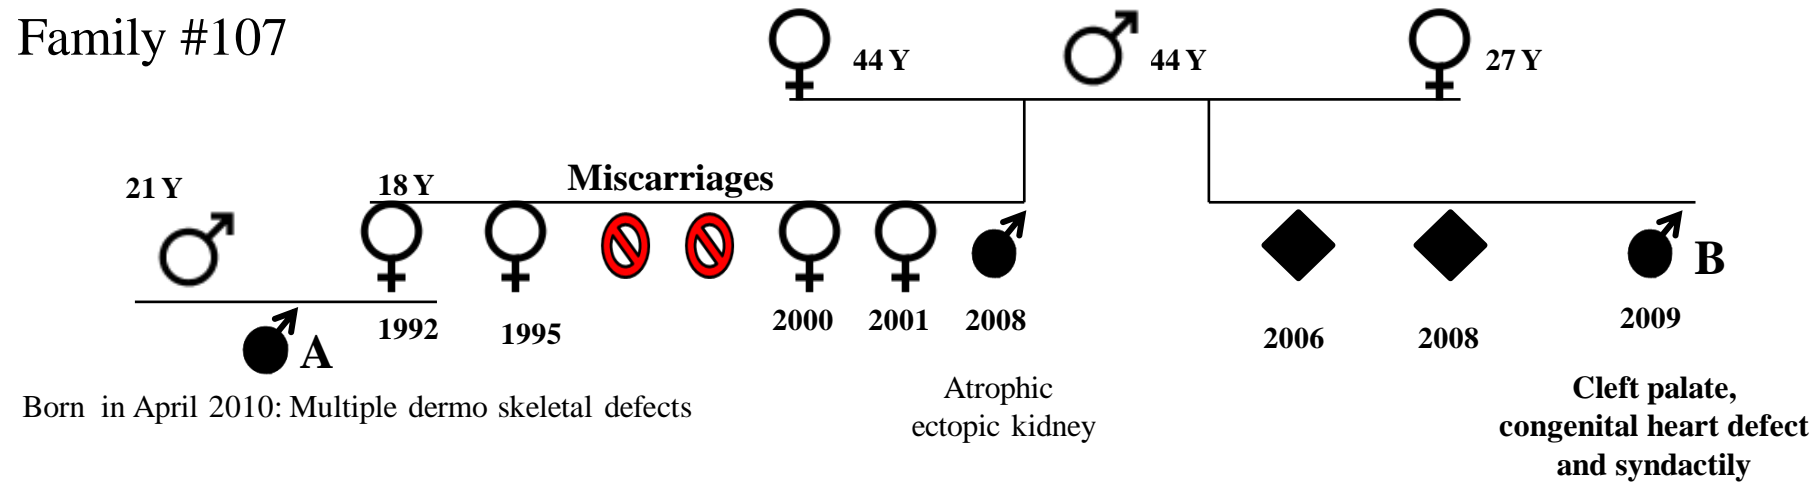 Family #107
44 Y
44 Y
27 Y
21 Y
18 Y
Miscarriages
B
1992
1995
2000
2001
2008
2006
2008
2009
A
Born in April 2010: Multiple dermo skeletal defects
Atrophic
ectopic kidney
Cleft palate,
congenital heart defect
and syndactily